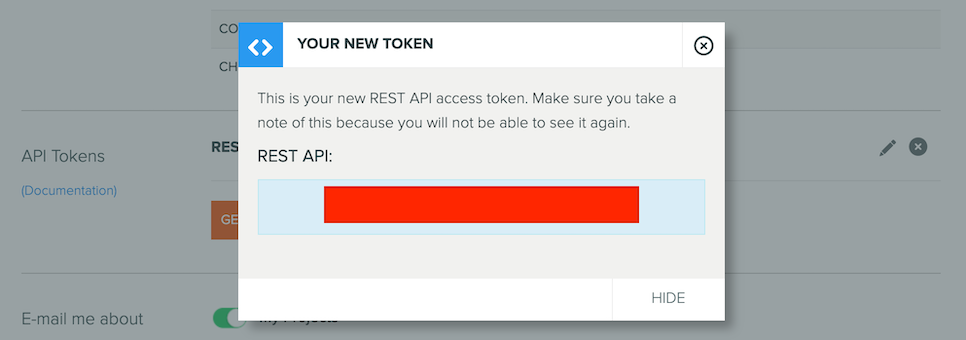 CO
YOUR NEW TOKEN
CH
This is your new REST API access token. Make sure you take a
note of this because you will not be able to see it again.
REST API:
API Tokens
RES
(Documentation)
GE
HIDE
E-mail me about
My Projects